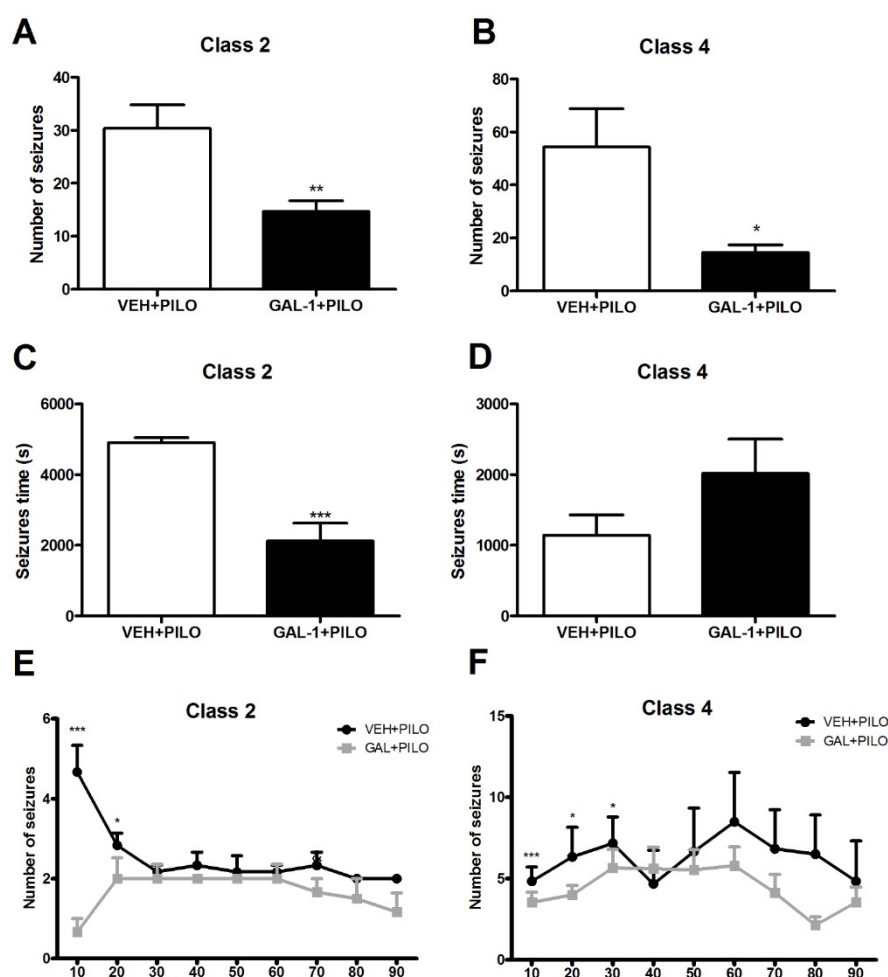 A
Class 2
Number of seizures
40
30
20
10
0
**
VEH+PILO
GAL-1+PILO
B
Class 4
Number of seizures
80
60
40
20
0
*
VEH+PILO
GAL-1+PILO
C
Class 2
Seizures time (s)
6000
4000
2000
0
***
VEH+PILO
GAL-1+PILO
D
Class 4
Seizures time (s)
3000
2000
1000
0
VEH+PILO
GAL-1+PILO
E
Class 2
VEH+PILO
GAL+PILO
Number of seizures
6
4
2
0
***
*
10 20 30 40 50 60 70 80 90
F
Class 4
VEH+PILO
GAL+PILO
Number of seizures
15
10
5
0
***
*
*
10 20 30 40 50 60 70 80 90